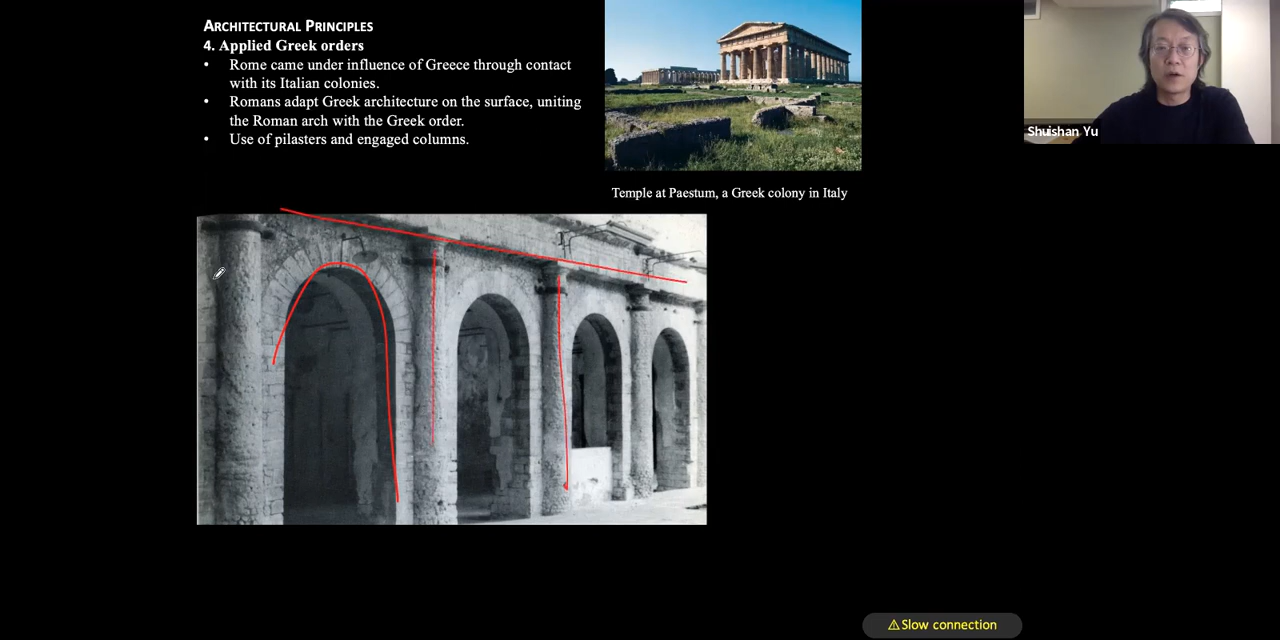 ARCHITECTURAL PRINCIPLES
4. Applied Greek orders
• Rome came under influence of Greece through contact
with its Italian colonies.
• Romans adapt Greek architecture on the surface, uniting
the Roman arch with the Greek order.
• Use of pilasters and engaged columns.
Temple at Paestum, a Greek colony in Italy
Shuishan Yu
⚠Slow connection